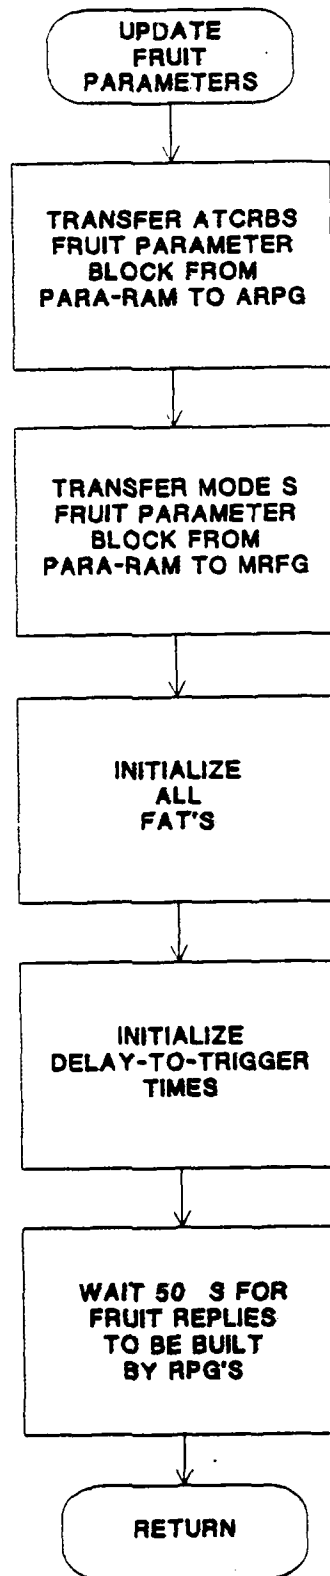 UPDATE
FRUIT
PARAMETERS
TRANSFER ATCRBS
FRUIT PARAMETER
BLOCK FROM
PARA-RAM TO ARPG
TRANSFER MODE S
FRUIT PARAMETER
BLOCK FROM
PARA-RAM TO MRFG
INITIALIZE
ALL
FAT'S
INITIALIZE
DELAY-TO-TRIGGER
TIMES
WAIT 50 S FOR
FRUIT REPLIES
TO BE BUILT
BY RPG'S
RETURN